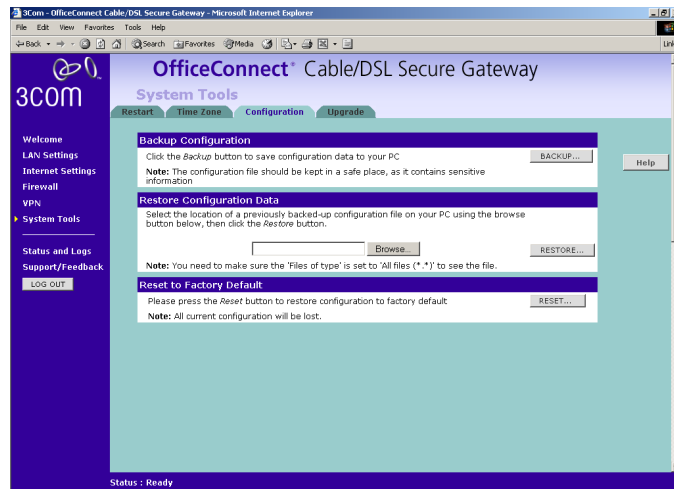 3Com - OfficeConnect Cable/DSL Secure Gateway - Microsoft Internet Explorer
File Edit View Favorites Tools Help
Back Search Favorites Media
Link
3COM
OfficeConnect Cable/DSL Secure Gateway
System Tools
Restart Time Zone Configuration Upgrade
Welcome
LAN Settings
Internet Settings
Firewall
VPN
System Tools
Status and Logs
Support/Feedback
LOG OUT
Backup Configuration
Click the Backup button to save configuration data to your PC
BACKUP...
Note: The configuration file should be kept in a safe place, as it contains sensitive
information
Help
Restore Configuration Data
Select the location of a previously backed-up configuration file on your PC using the browse
button below, then click the Restore button.
Browse...
RESTORE...
Note: You need to make sure the 'Files of type' is set to 'All files (*.*)' to see the file.
Reset to Factory Default
Please press the Reset button to restore configuration to factory default
RESET...
Note: All current configuration will be lost.
Status : Ready